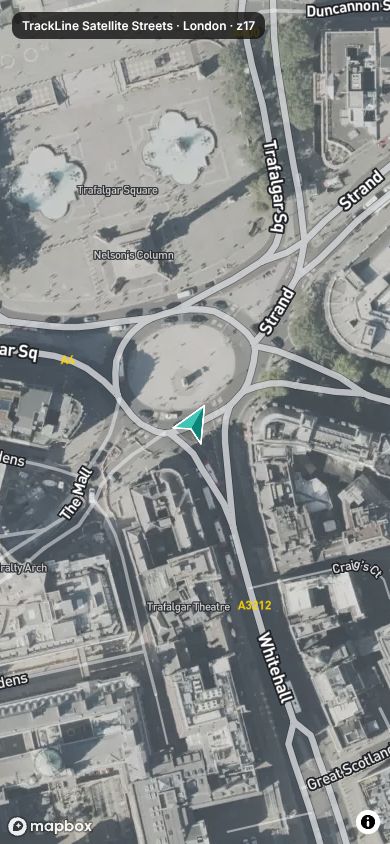 Duncannon S
TrackLine Satellite Streets · London · z17
Trafalgar Sq
Strand
Trafalgar Square
Nelson's Column
Strand
ar Sq
A4
dens
The Mall
ralty Arch
Craig's Ct
Trafalgar Theatre
A3212
Whitehall
dens
Great Scotland
mapbox